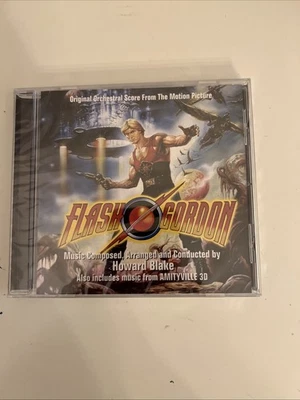 Original Orchestral Score From The Motion Picture
FLASH GORDON
Music Composed, Arranged and Conducted by
Howard Blake
Also includes music from AMITYVILLE 3D